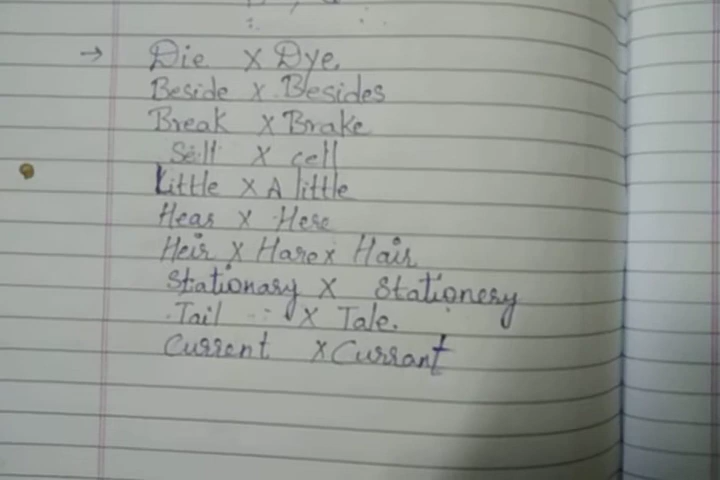 → Die X Dye.
Beside X Besides
Break X Brake
Sell X cell
Little X A little
Hear X Here
Heir X Hare x Hair
Stationary X Stationery
Tail X Tale.
Current X Currant